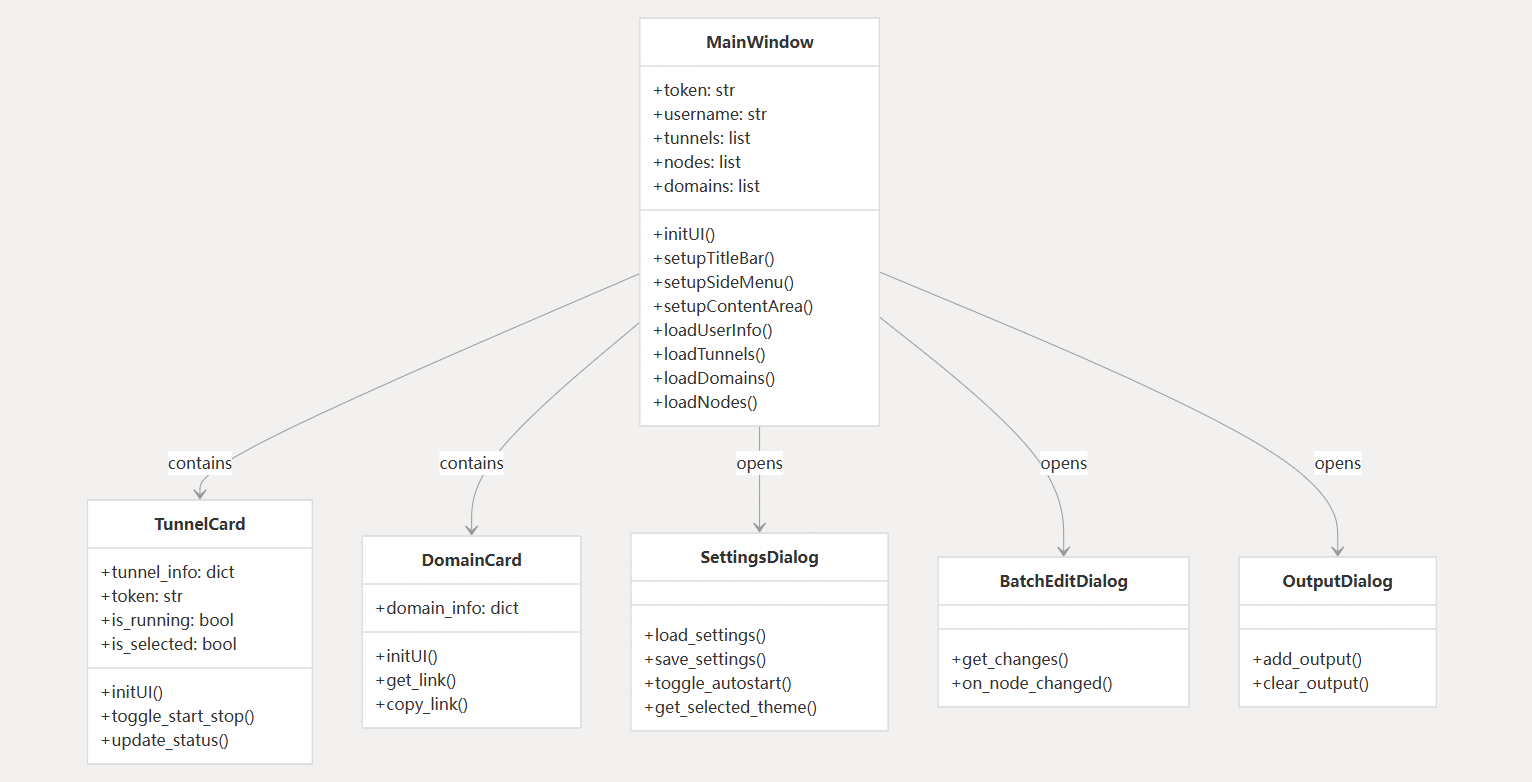 MainWindow
+token: str
+username: str
+tunnels: list
+nodes: list
+domains: list
+initUI()
+setupTitleBar()
+setupSideMenu()
+setupContentArea()
+loadUserInfo()
+loadTunnels()
+loadDomains()
+loadNodes()
contains
contains
opens
opens
opens
TunnelCard
+tunnel_info: dict
+token: str
+is_running: bool
+is_selected: bool
+initUI()
+toggle_start_stop()
+update_status()
DomainCard
+domain_info: dict
+initUI()
+get_link()
+copy_link()
SettingsDialog
+load_settings()
+save_settings()
+toggle_autostart()
+get_selected_theme()
BatchEditDialog
+get_changes()
+on_node_changed()
OutputDialog
+add_output()
+clear_output()